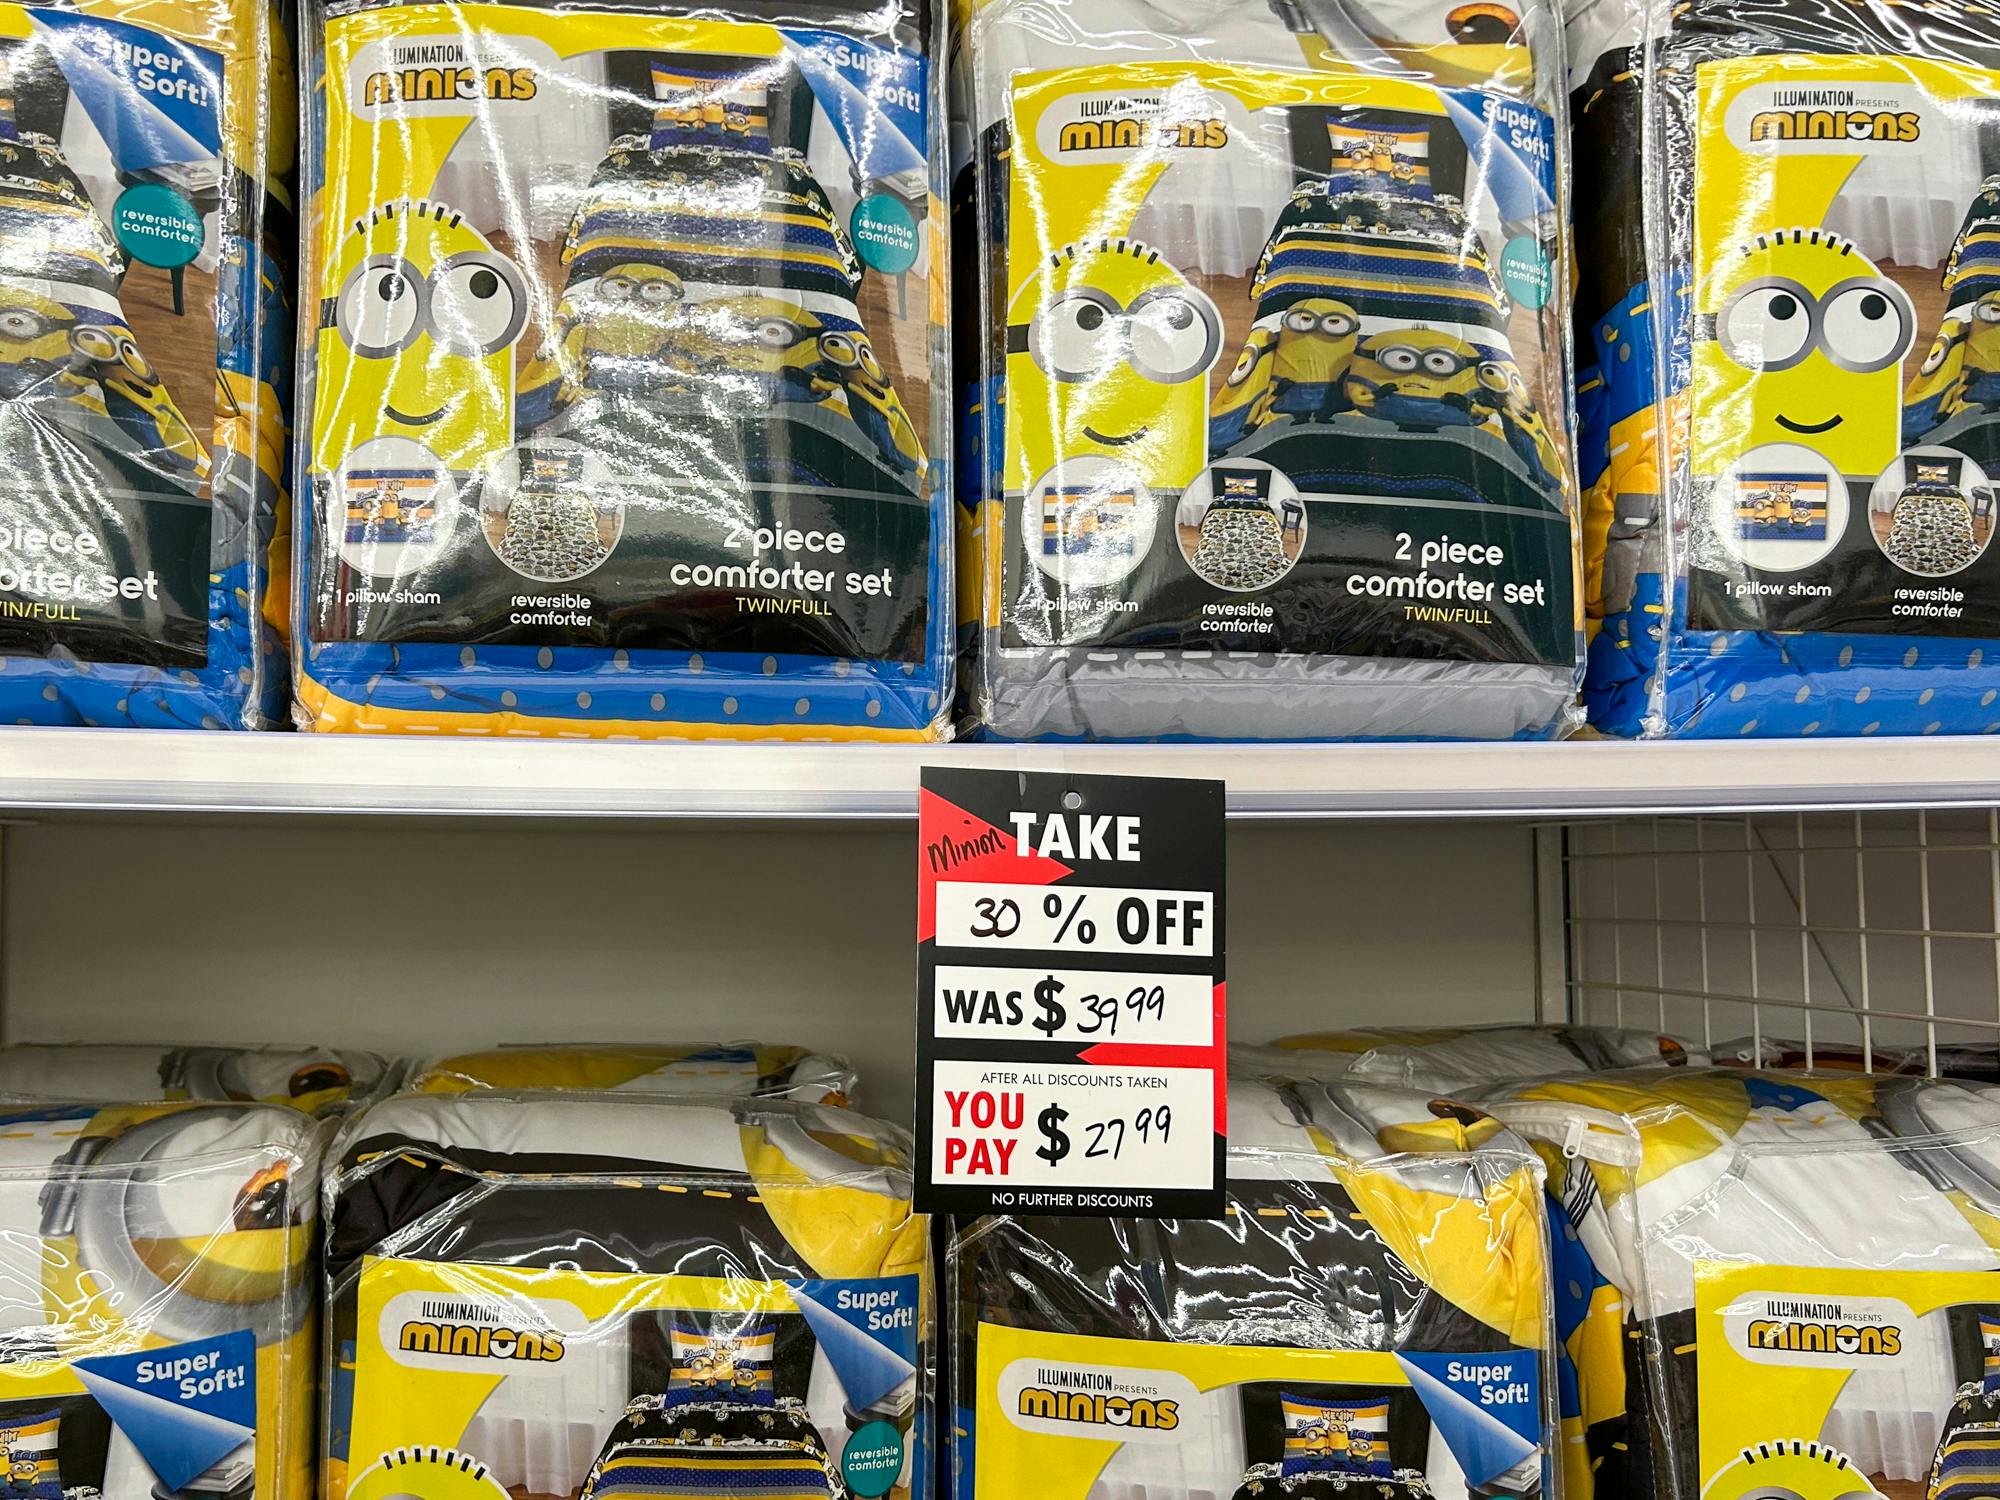 Super
Soft!
reversible
comforter
piece
comforter set
TWIN/FULL
ILLUMINATION PRESENTS
minions
Super
Soft!
reversible
comforter
1 pillow sham
reversible
comforter
2 piece
comforter set
TWIN/FULL
ILLUMINATION PRESENTS
minions
Super
Soft!
reversible
comforter
1 pillow sham
reversible
comforter
2 piece
comforter set
TWIN/FULL
ILLUMINATION PRESENTS
minions
1 pillow sham
reversible
comforter
Minion TAKE
30 % OFF
WAS $ 39 99
AFTER ALL DISCOUNTS TAKEN
YOU
PAY $ 27 99
NO FURTHER DISCOUNTS
Super
Soft!
ILLUMINATION PRESENTS
minions
Super
Soft!
reversible
comforter
ILLUMINATION PRESENTS
minions
Super
Soft!
ILLUMINATION PRESENTS
minions